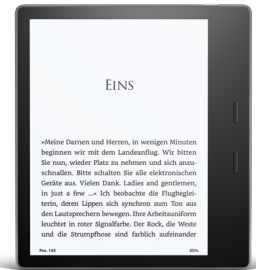 EINS
»Meine Damen und Herren, in wenigen Minuten
beginnen wir mit dem Landeanflug. Wir bitten
Sie nun, wieder Platz zu nehmen und sich anzu-
schnallen. Bitte schalten Sie alle elektronischen
Geräte aus. Vielen Dank. Ladies and gentlemen,
in just a few ...« Ich beobachte die Flugbeglei-
terin, deren Lippen sich synchron zum Ton aus
den Lautsprechern bewegen. Ihre Arbeitsuniform
leuchtet in roter Signalfarbe. Der Rock, die Weste
und die Strumpfhose sind farblich aufeinander
Pos. 143
45%